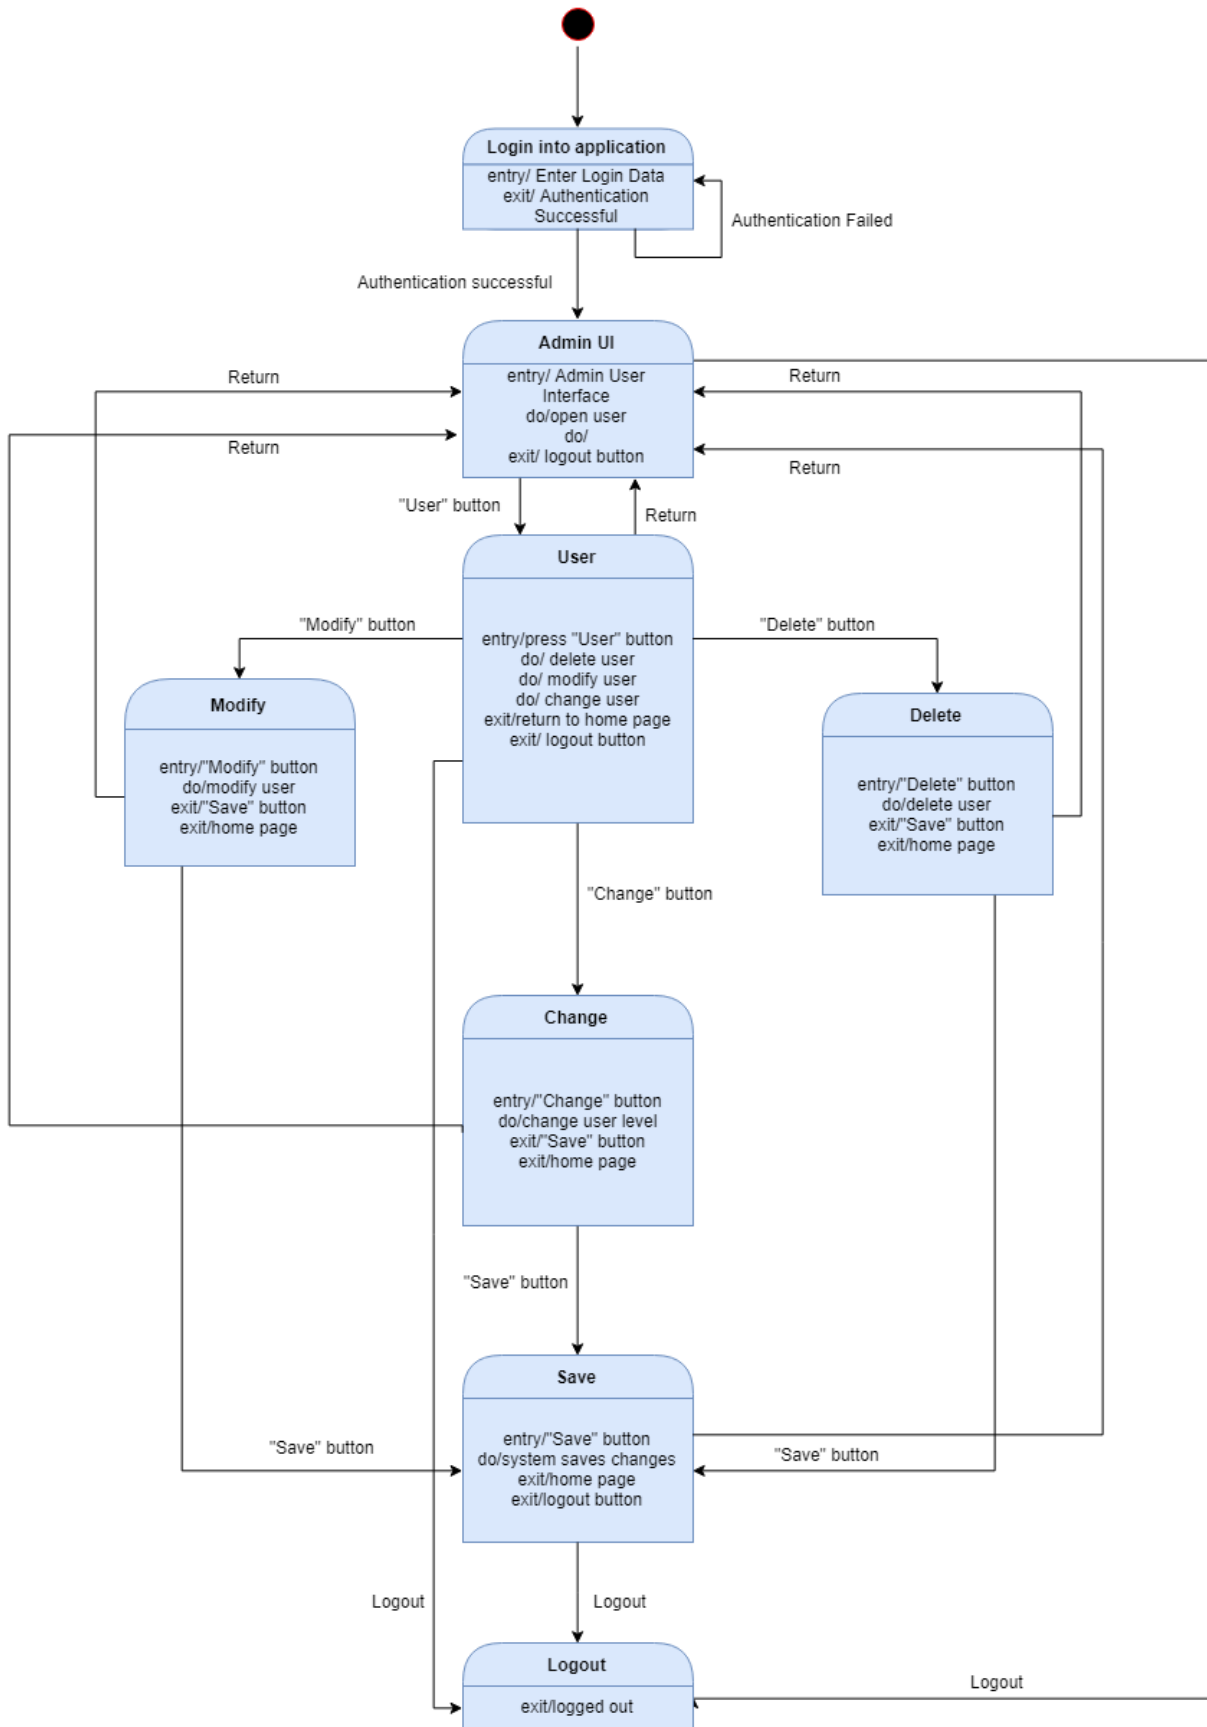 Login into application
entry/ Enter Login Data
exit/ Authentication
Successful
Authentication Failed
Authentication successful
Admin UI
entry/ Admin User
Interface
do/open user
do/
exit/ logout button
Return
Return
Return
Return
"User" button
Return
User
entry/press "User" button
do/ delete user
do/ modify user
do/ change user
exit/return to home page
exit/ logout button
"Modify" button
"Delete" button
Modify
entry/"Modify" button
do/modify user
exit/"Save" button
exit/home page
Delete
entry/"Delete" button
do/delete user
exit/"Save" button
exit/home page
"Change" button
Change
entry/"Change" button
do/change user level
exit/"Save" button
exit/home page
"Save" button
Save
entry/"Save" button
do/system saves changes
exit/home page
exit/logout button
"Save" button
"Save" button
Logout
Logout
Logout
exit/logged out
Logout